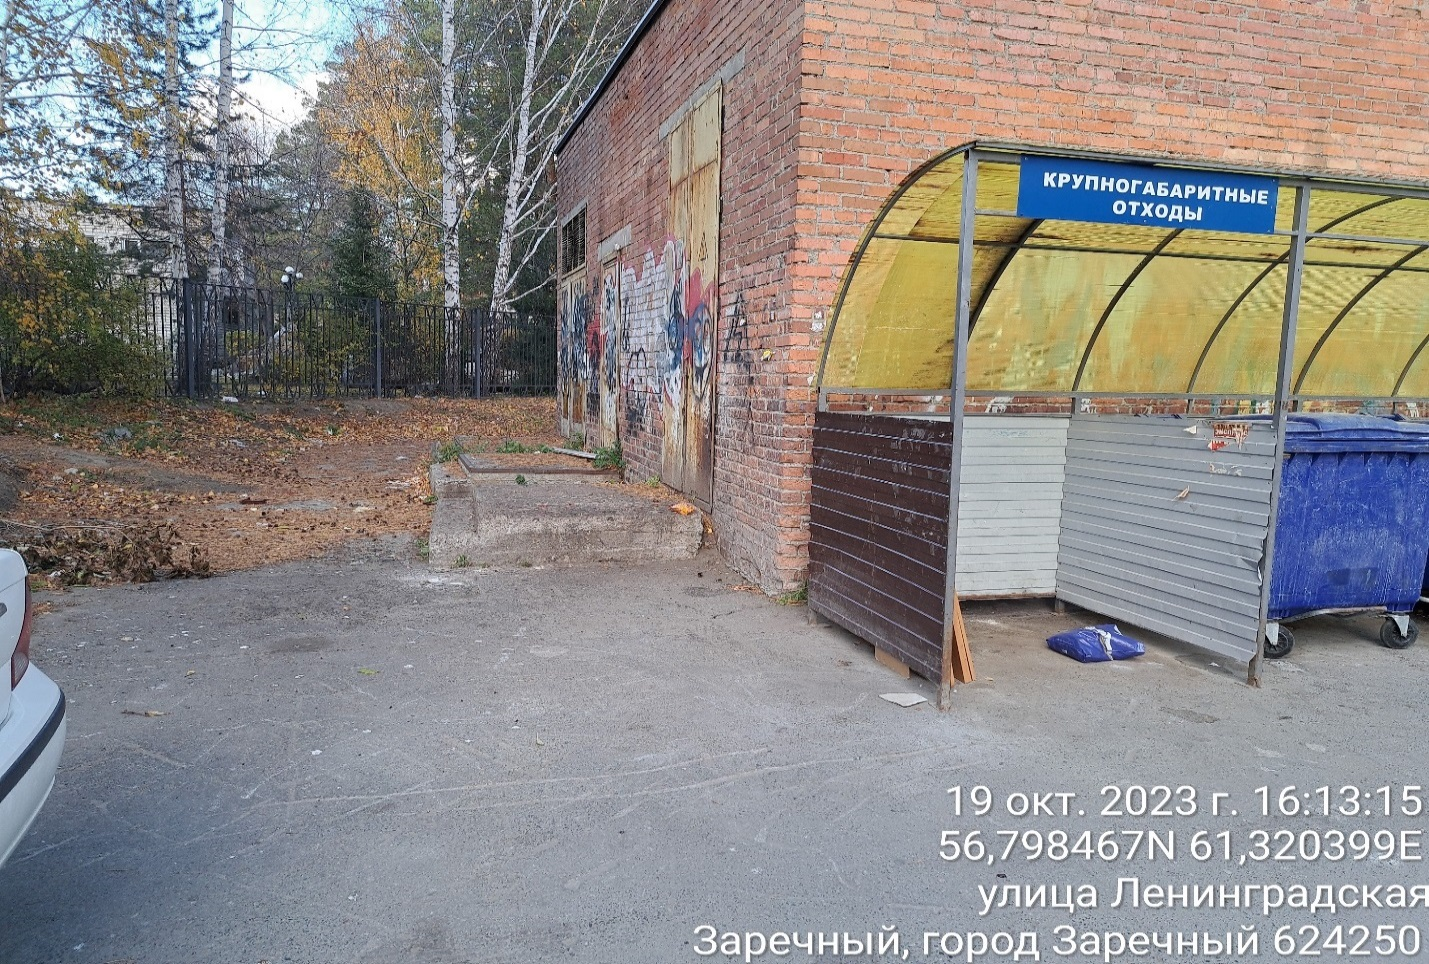 КРУПНОГАБАРИТНЫЕ
ОТХОДЫ
19 окт. 2023 г. 16:13:15
56,798467N 61,320399E
улица Ленинградская
Заречный, город Заречный 624250